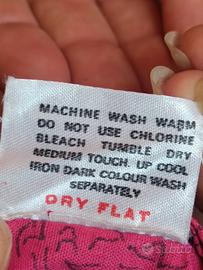 MACHINE WASH WARM
DO NOT USE CHLORINE
BLEACH TUMBLE DRY
MEDIUM TOUCH. UP COOL
IRON DARK COLOUR WASH
SEPARATELY
DRY FLAT
subito